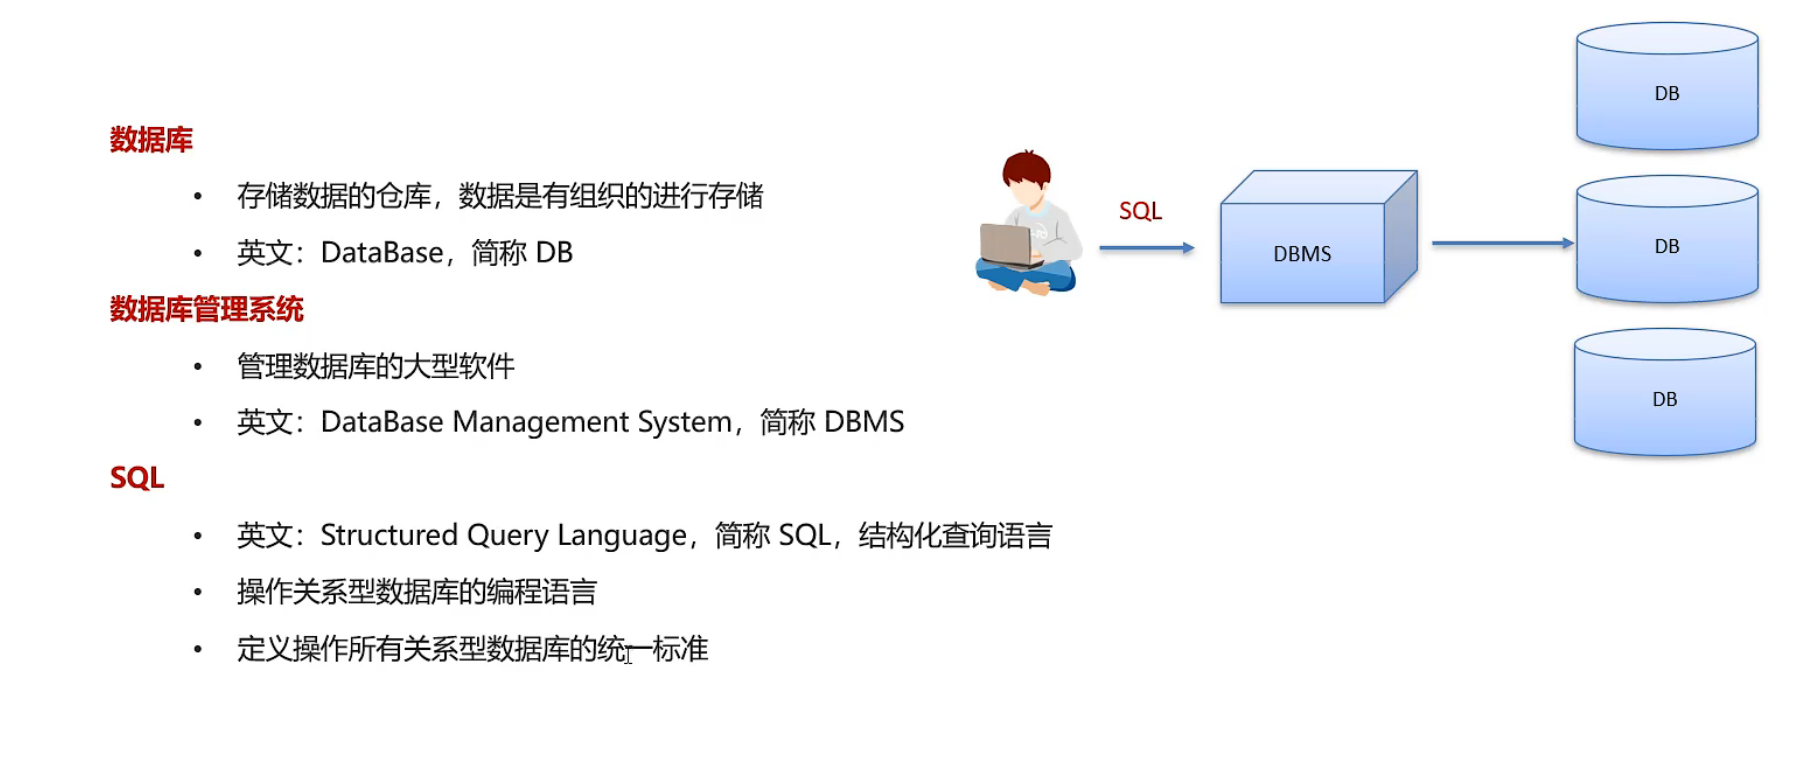 数据库
• 存储数据的仓库，数据是有组织的进行存储
• 英文：DataBase，简称 DB
数据库管理系统
• 管理数据库的大型软件
• 英文：DataBase Management System，简称 DBMS
SQL
• 英文：Structured Query Language，简称 SQL，结构化查询语言
• 操作关系型数据库的编程语言
• 定义操作所有关系型数据库的统一标准
SQL
DBMS
DB
DB
DB